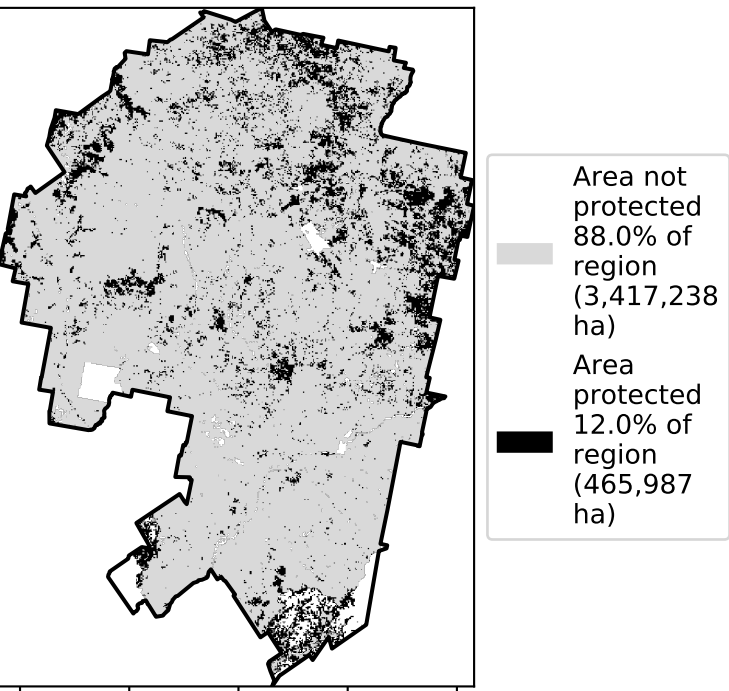 Area not
protected
88.0% of
region
(3,417,238
ha)
Area
protected
12.0% of
region
(465,987
ha)